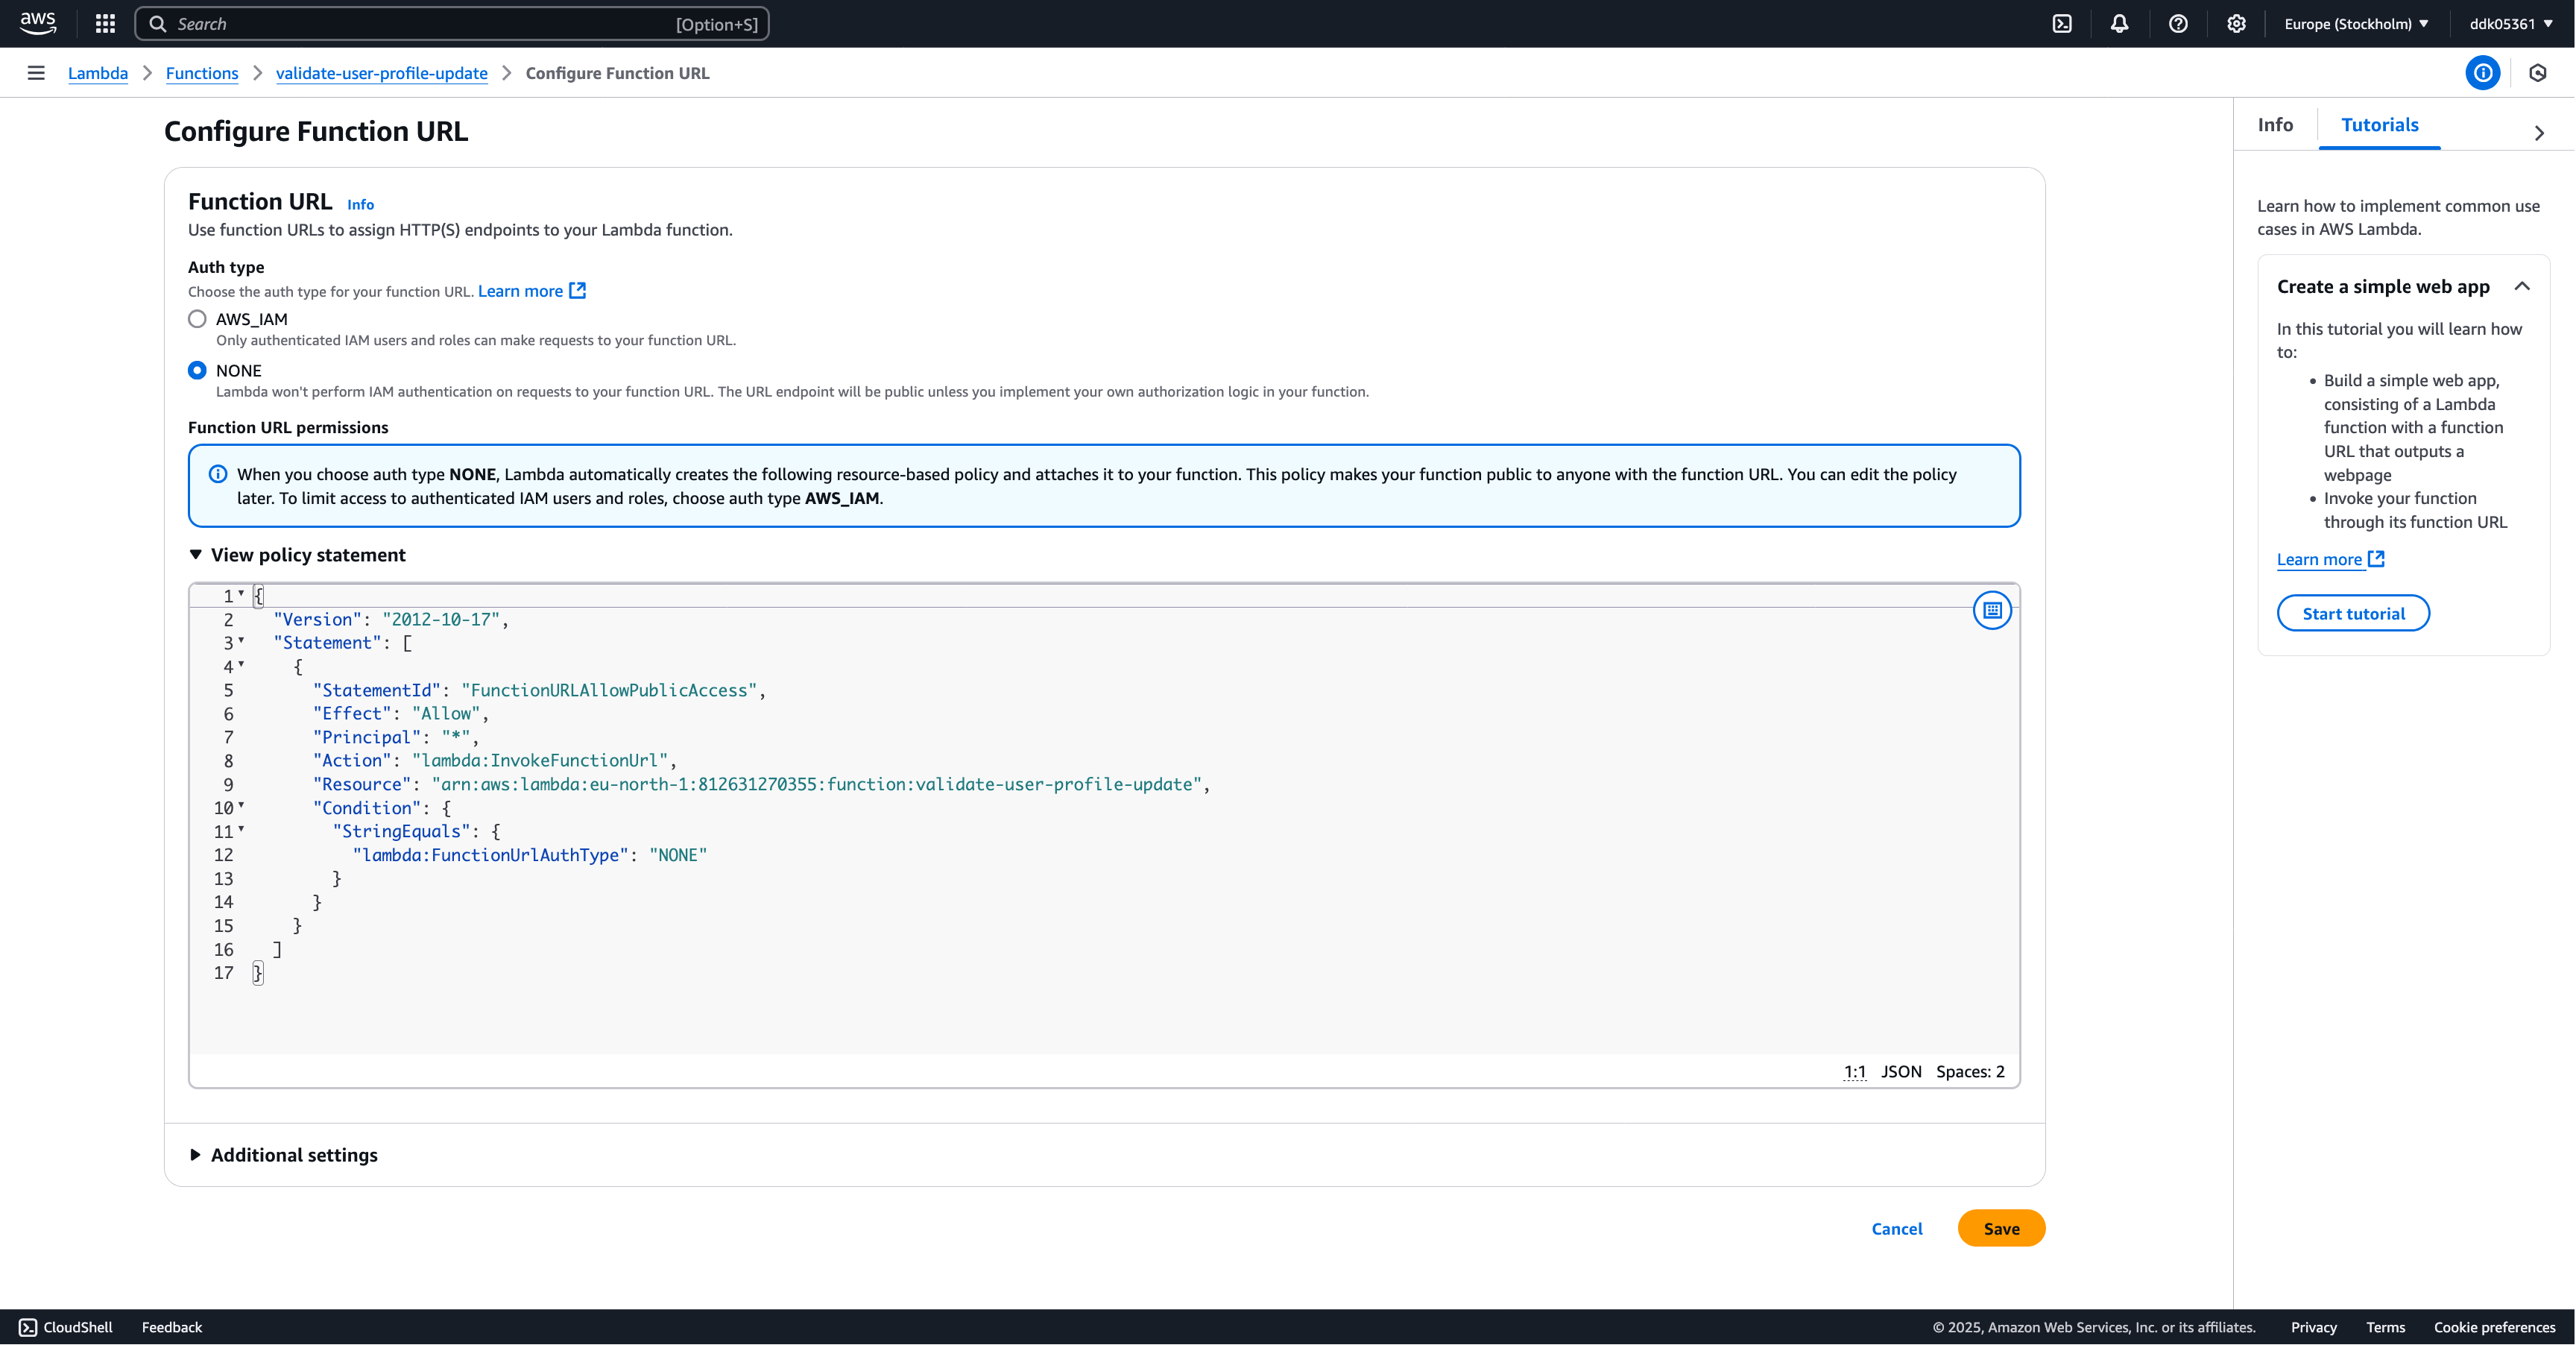 aws
Search [Option+S]
Europe (Stockholm) ddk05361
Lambda Functions validate-user-profile-update Configure Function URL
Configure Function URL
Function URL Info
Use function URLs to assign HTTP(S) endpoints to your Lambda function.
Auth type
Choose the auth type for your function URL. Learn more
AWS_IAM
Only authenticated IAM users and roles can make requests to your function URL.
NONE
Lambda won't perform IAM authentication on requests to your function URL. The URL endpoint will be public unless you implement your own authorization logic in your function.
Function URL permissions
When you choose auth type NONE, Lambda automatically creates the following resource-based policy and attaches it to your function. This policy makes your function public to anyone with the function URL. You can edit the policy
later. To limit access to authenticated IAM users and roles, choose auth type AWS_IAM.
View policy statement
1 {
2 "Version": "2012-10-17",
3 "Statement": [
4 {
5 "StatementId": "FunctionURLAllowPublicAccess",
6 "Effect": "Allow",
7 "Principal": "*",
8 "Action": "lambda:InvokeFunctionUrl",
9 "Resource": "arn:aws:lambda:eu-north-1:812631270355:function:validate-user-profile-update",
10 "Condition": {
11 "StringEquals": {
12 "lambda:FunctionUrlAuthType": "NONE"
13 }
14 }
15 }
16 ]
17 }
1:1 JSON Spaces: 2
Additional settings
Cancel Save
Info Tutorials
Learn how to implement common use
cases in AWS Lambda.
Create a simple web app
In this tutorial you will learn how
to:
• Build a simple web app,
consisting of a Lambda
function with a function
URL that outputs a
webpage
• Invoke your function
through its function URL
Learn more
Start tutorial
CloudShell Feedback
© 2025, Amazon Web Services, Inc. or its affiliates. Privacy Terms Cookie preferences